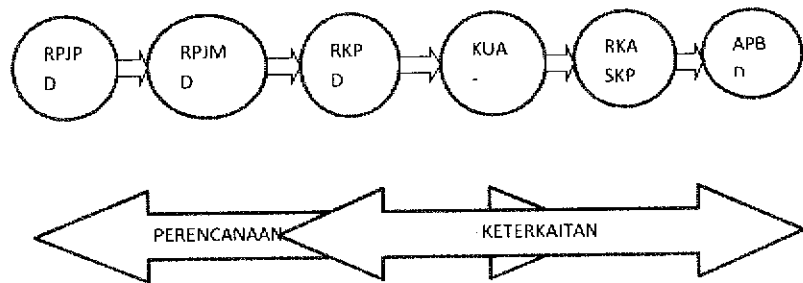 RPJP
D
RPJM
D
RKP
D
KUA
-
RKA
SKP
APB
D
PERENCANAAN
KETERKAITAN